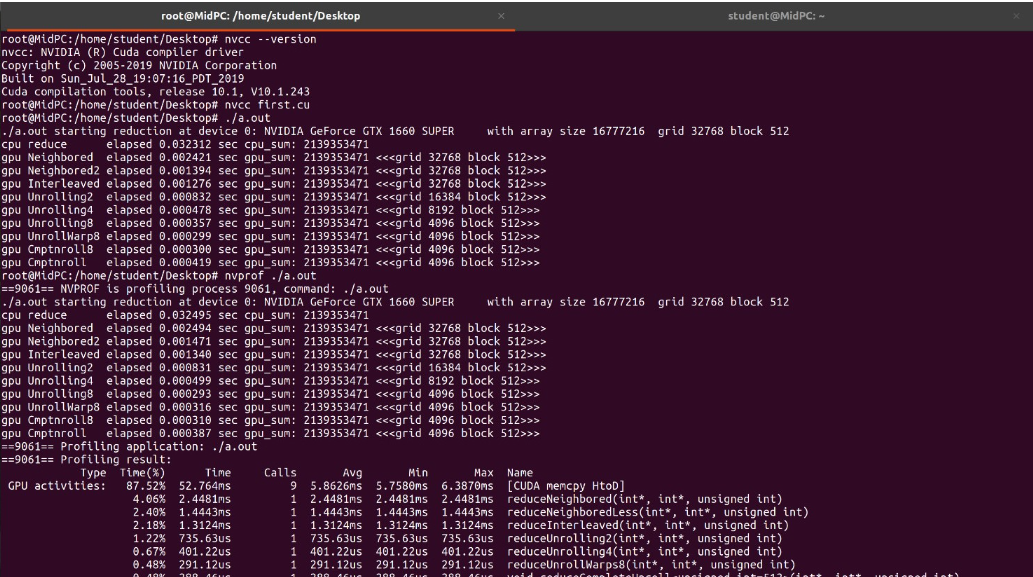 root@MidPC: /home/student/Desktop × student@MidPC: ~ ×
root@MidPC:/home/student/Desktop# nvcc --version
nvcc: NVIDIA (R) Cuda compiler driver
Copyright (c) 2005-2019 NVIDIA Corporation
Built on Sun_Jul_28_19:07:16_PDT_2019
Cuda compilation tools, release 10.1, V10.1.243
root@MidPC:/home/student/Desktop# nvcc first.cu
root@MidPC:/home/student/Desktop# ./a.out
./a.out starting reduction at device 0: NVIDIA GeForce GTX 1660 SUPER     with array size 16777216  grid 32768 block 512
cpu reduce      elapsed 0.032312 sec cpu_sum: 2139353471
gpu Neighbored  elapsed 0.002421 sec gpu_sum: 2139353471 <<<grid 32768 block 512>>>
gpu Neighbored2 elapsed 0.001394 sec gpu_sum: 2139353471 <<<grid 32768 block 512>>>
gpu Interleaved elapsed 0.001276 sec gpu_sum: 2139353471 <<<grid 32768 block 512>>>
gpu Unrolling2  elapsed 0.000832 sec gpu_sum: 2139353471 <<<grid 16384 block 512>>>
gpu Unrolling4  elapsed 0.000478 sec gpu_sum: 2139353471 <<<grid 8192 block 512>>>
gpu Unrolling8  elapsed 0.000357 sec gpu_sum: 2139353471 <<<grid 4096 block 512>>>
gpu UnrollWarp8 elapsed 0.000299 sec gpu_sum: 2139353471 <<<grid 4096 block 512>>>
gpu Cmptnroll8  elapsed 0.000300 sec gpu_sum: 2139353471 <<<grid 4096 block 512>>>
gpu Cmptnroll   elapsed 0.000419 sec gpu_sum: 2139353471 <<<grid 4096 block 512>>>
root@MidPC:/home/student/Desktop# nvprof ./a.out
==9061== NVPROF is profiling process 9061, command: ./a.out
./a.out starting reduction at device 0: NVIDIA GeForce GTX 1660 SUPER     with array size 16777216  grid 32768 block 512
cpu reduce      elapsed 0.032495 sec cpu_sum: 2139353471
gpu Neighbored  elapsed 0.002494 sec gpu_sum: 2139353471 <<<grid 32768 block 512>>>
gpu Neighbored2 elapsed 0.001471 sec gpu_sum: 2139353471 <<<grid 32768 block 512>>>
gpu Interleaved elapsed 0.001340 sec gpu_sum: 2139353471 <<<grid 32768 block 512>>>
gpu Unrolling2  elapsed 0.000831 sec gpu_sum: 2139353471 <<<grid 16384 block 512>>>
gpu Unrolling4  elapsed 0.000499 sec gpu_sum: 2139353471 <<<grid 8192 block 512>>>
gpu Unrolling8  elapsed 0.000293 sec gpu_sum: 2139353471 <<<grid 4096 block 512>>>
gpu UnrollWarp8 elapsed 0.000316 sec gpu_sum: 2139353471 <<<grid 4096 block 512>>>
gpu Cmptnroll8  elapsed 0.000310 sec gpu_sum: 2139353471 <<<grid 4096 block 512>>>
gpu Cmptnroll   elapsed 0.000387 sec gpu_sum: 2139353471 <<<grid 4096 block 512>>>
==9061== Profiling application: ./a.out
==9061== Profiling result:
Type  Time(%)      Time     Calls       Avg       Min       Max  Name
GPU activities:   87.52%  52.764ms         9  5.8626ms  5.7580ms  6.3870ms  [CUDA memcpy HtoD]
4.06%  2.4481ms         1  2.4481ms  2.4481ms  2.4481ms  reduceNeighbored(int*, int*, unsigned int)
2.40%  1.4443ms         1  1.4443ms  1.4443ms  1.4443ms  reduceNeighboredLess(int*, int*, unsigned int)
2.18%  1.3124ms         1  1.3124ms  1.3124ms  1.3124ms  reduceInterleaved(int*, int*, unsigned int)
1.22%  735.63us         1  735.63us  735.63us  735.63us  reduceUnrolling2(int*, int*, unsigned int)
0.67%  401.22us         1  401.22us  401.22us  401.22us  reduceUnrolling4(int*, int*, unsigned int)
0.48%  291.12us         1  291.12us  291.12us  291.12us  reduceUnrollWarps8(int*, int*, unsigned int)